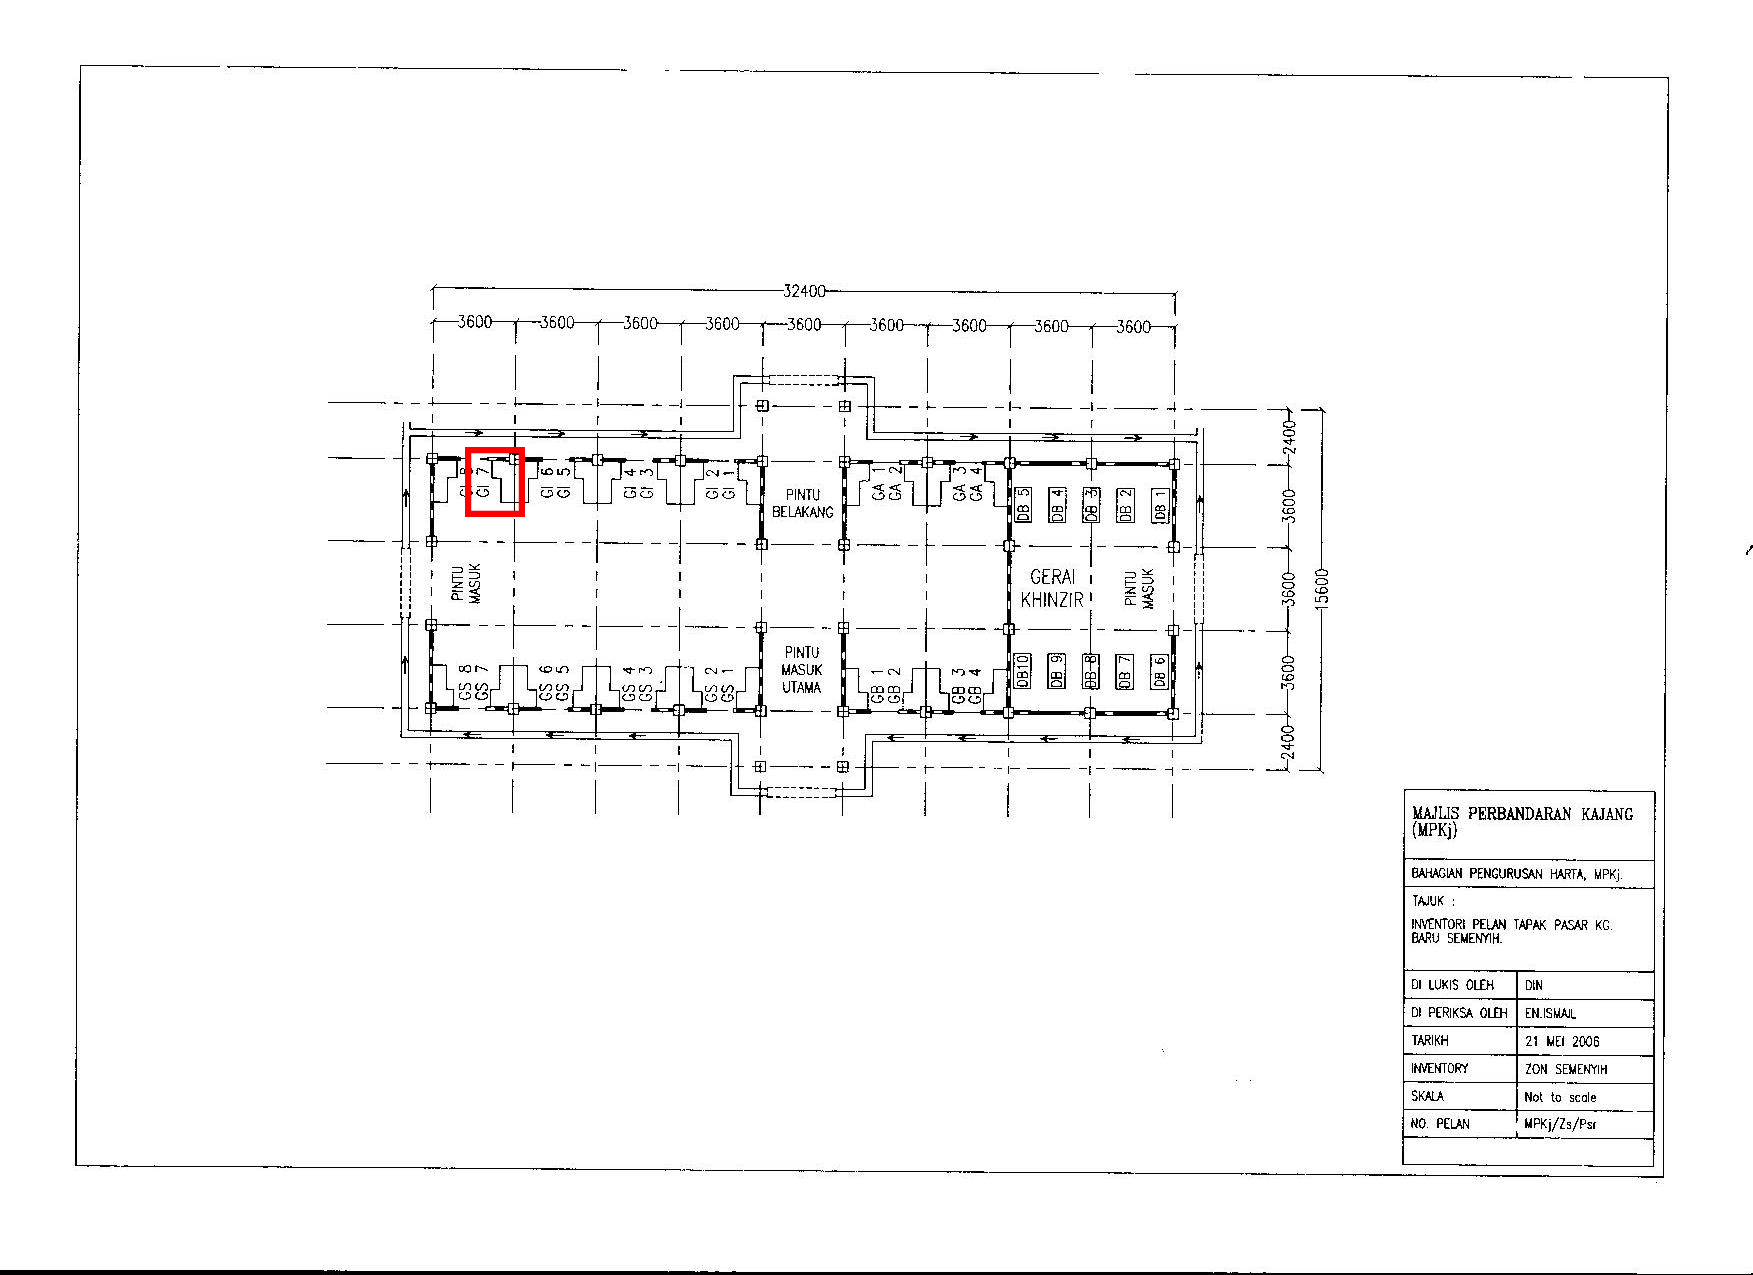 32400
3600 3600 3600 3600 3600 3600 3600 3600 3600
2400
3600
3600
3600
2400
15600
GI 8
GI 7
GI 6
GI 5
GI 4
GI 3
GI 2
GI 1
PINTU
BELAKANG
GA 1
GA 2
GA 3
GA 4
DB 5
DB 4
DB 3
DB 2
DB 1
PINTU
MASUK
GERAI
KHINZIR
PINTU
MASUK
GS 8
GS 7
GS 6
GS 5
GS 4
GS 3
GS 2
GS 1
PINTU
MASUK
UTAMA
GB 1
GB 2
GB 3
GB 4
DB10
DB 9
DB 8
DB 7
DB 6
MAJLIS PERBANDARAN KAJANG
(MPKj)
BAHAGIAN PENGURUSAN HARTA, MPKj.
TAJUK :
INVENTORI PELAN TAPAK PASAR KG.
BARU SEMENYIH.
DI LUKIS OLEH DIN
DI PERIKSA OLEH EN.ISMAIL
TARIKH 21 MEI 2006
INVENTORY ZON SEMENYIH
SKALA Not to scale
NO. PELAN MPKj/Zs/Psr